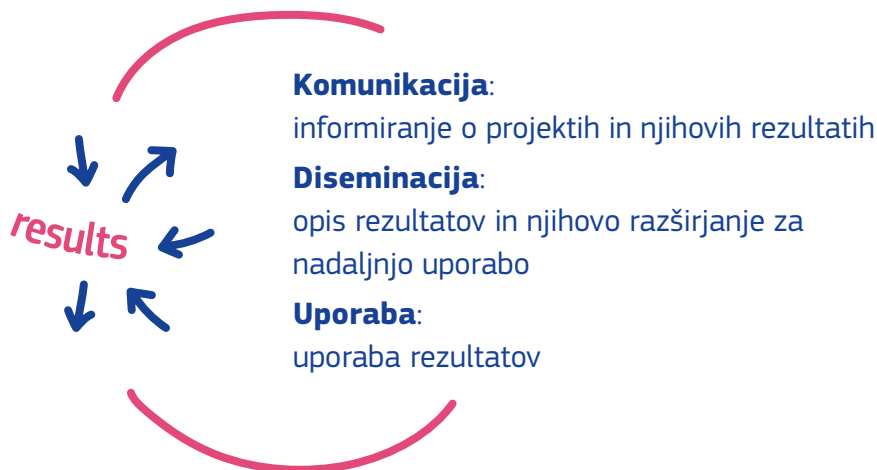 Komunikacija:
informiranje o projektih in njihovih rezultatih
Diseminacija:
opis rezultatov in njihovo razširjanje za
nadaljnjo uporabo
Uporaba:
uporaba rezultatov
results